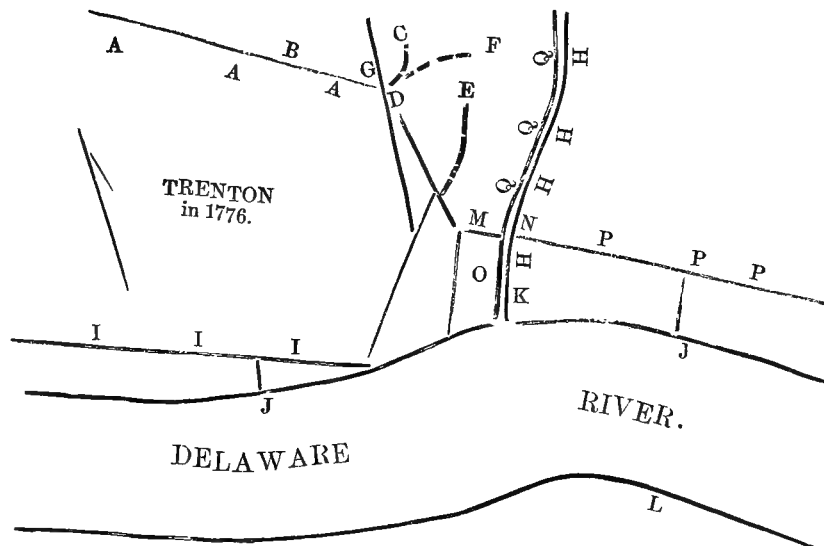 C
H
Q
A
B
F
G
A
A
D
E
H
Q
TRENTON
in 1776.
Q
H
M
N
P
O
H
P
P
K
I
I
I
J
J
RIVER.
DELAWARE
L